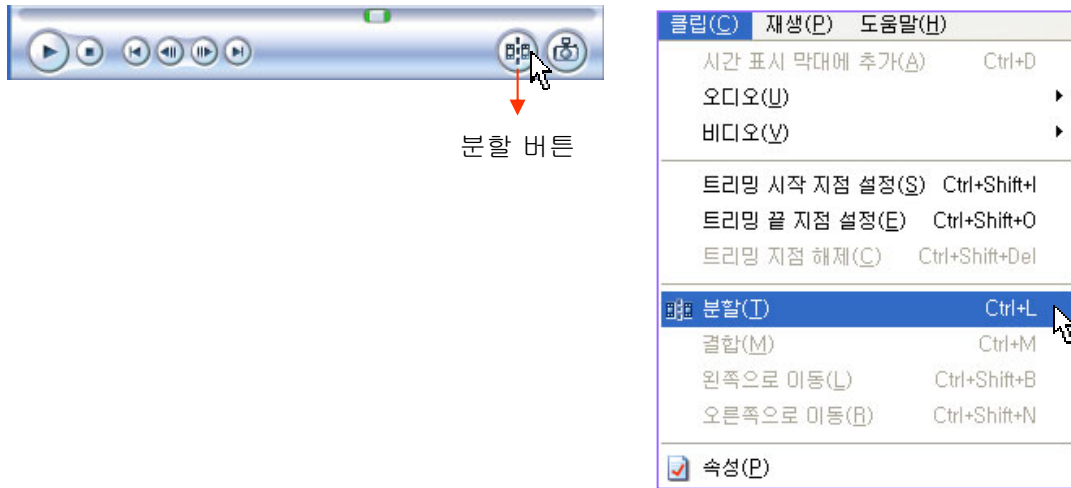 분할 버튼
클립(C) 재생(P) 도움말(H)
시간 표시 막대에 추가(A) Ctrl+D
오디오(U)
비디오(V)
트리밍 시작 지점 설정(S) Ctrl+Shift+I
트리밍 끝 지점 설정(E) Ctrl+Shift+O
트리밍 지점 해제(C) Ctrl+Shift+Del
분할(T) Ctrl+L
결합(M) Ctrl+M
왼쪽으로 이동(L) Ctrl+Shift+B
오른쪽으로 이동(R) Ctrl+Shift+N
속성(P)